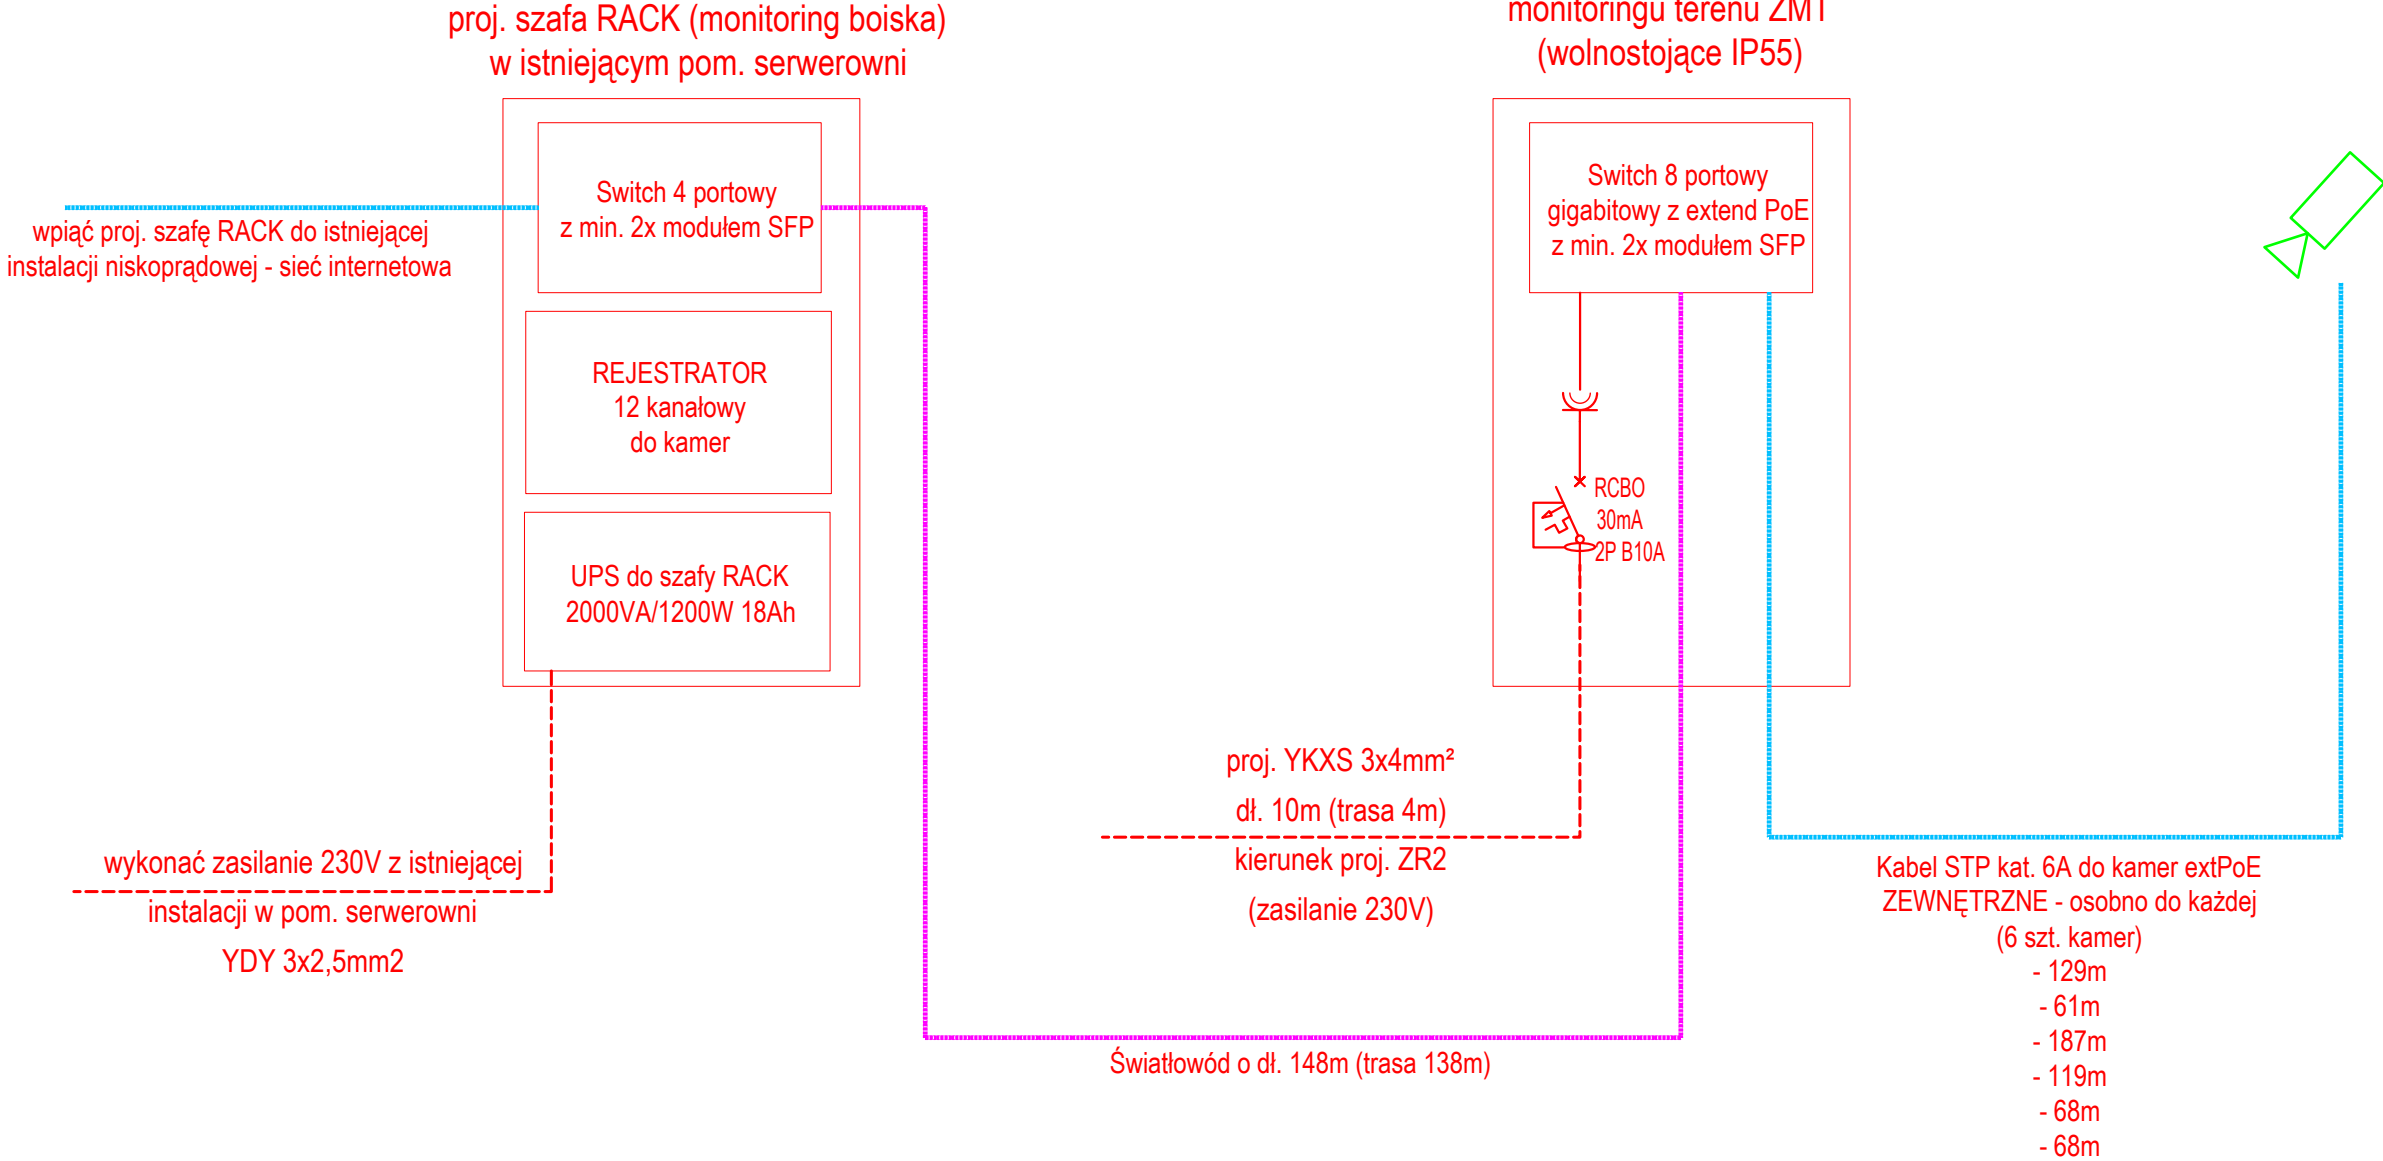 proj. szafa RACK (monitoring boiska)
w istniejącym pom. serwerowni
monitoringu terenu ZMT
(wolnostojące IP55)
Switch 4 portowy
z min. 2x modułem SFP
wpiąć proj. szafę RACK do istniejącej
instalacji niskoprądowej - sieć internetowa
REJESTRATOR
12 kanałowy
do kamer
UPS do szafy RACK
2000VA/1200W 18Ah
wykonać zasilanie 230V z istniejącej
instalacji w pom. serwerowni
YDY 3x2,5mm2
Switch 8 portowy
gigabitowy z extend PoE
z min. 2x modułem SFP
RCBO
30mA
2P B10A
proj. YKXS 3x4mm²
dł. 10m (trasa 4m)
kierunek proj. ZR2
(zasilanie 230V)
Światłowód o dł. 148m (trasa 138m)
Kabel STP kat. 6A do kamer extPoE
ZEWNĘTRZNE - osobno do każdej
(6 szt. kamer)
- 129m
- 61m
- 187m
- 119m
- 68m
- 68m